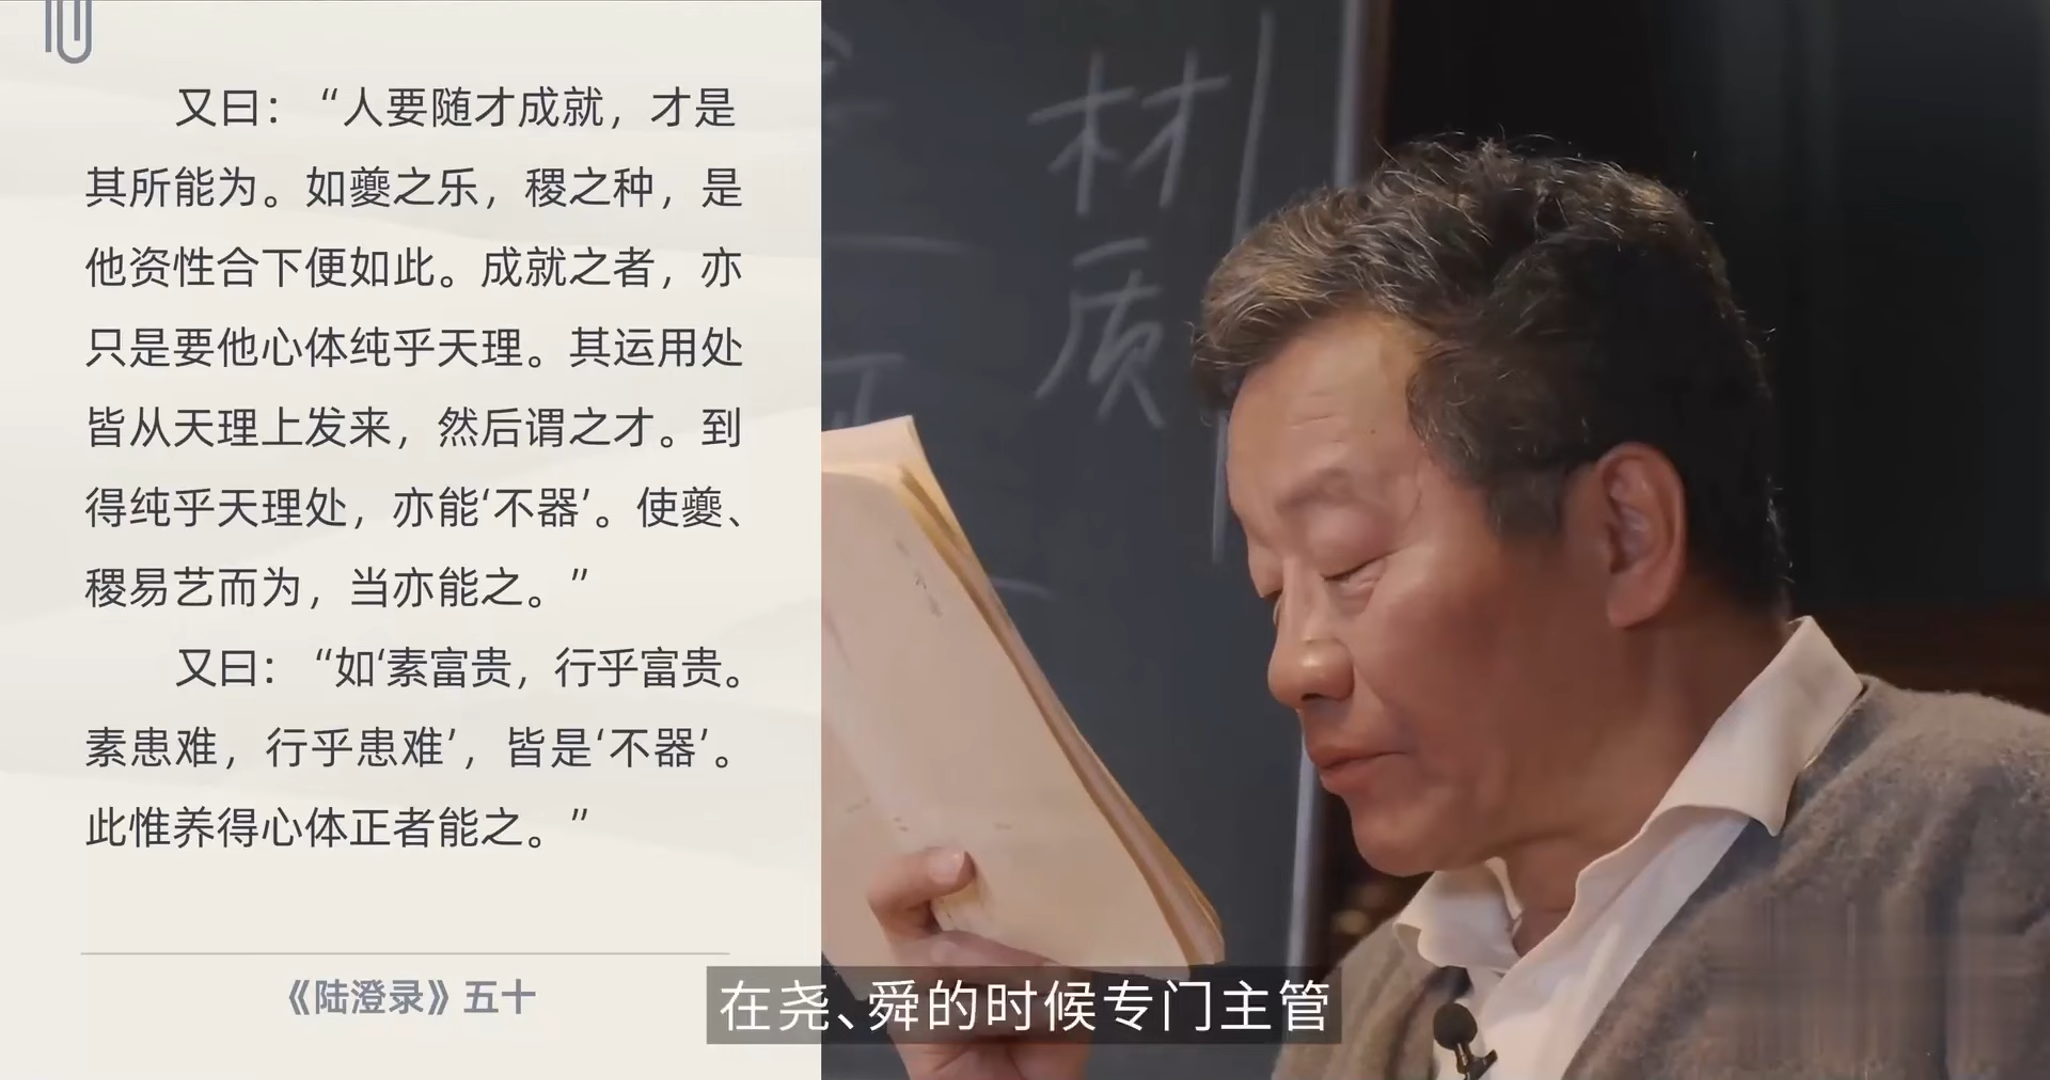 又曰：“人要随才成就，才是
其所能为。如夔之乐，稷之种，是
他资性合下便如此。成就之者，亦
只是要他心体纯乎天理。其运用处
皆从天理上发来，然后谓之才。到
得纯乎天理处，亦能‘不器’。使夔、
稷易艺而为，当亦能之。”
又曰：“如‘素富贵，行乎富贵。
素患难，行乎患难’，皆是‘不器’。
此惟养得心体正者能之。”
《陆澄录》五十
材
质
在尧、舜的时候专门主管